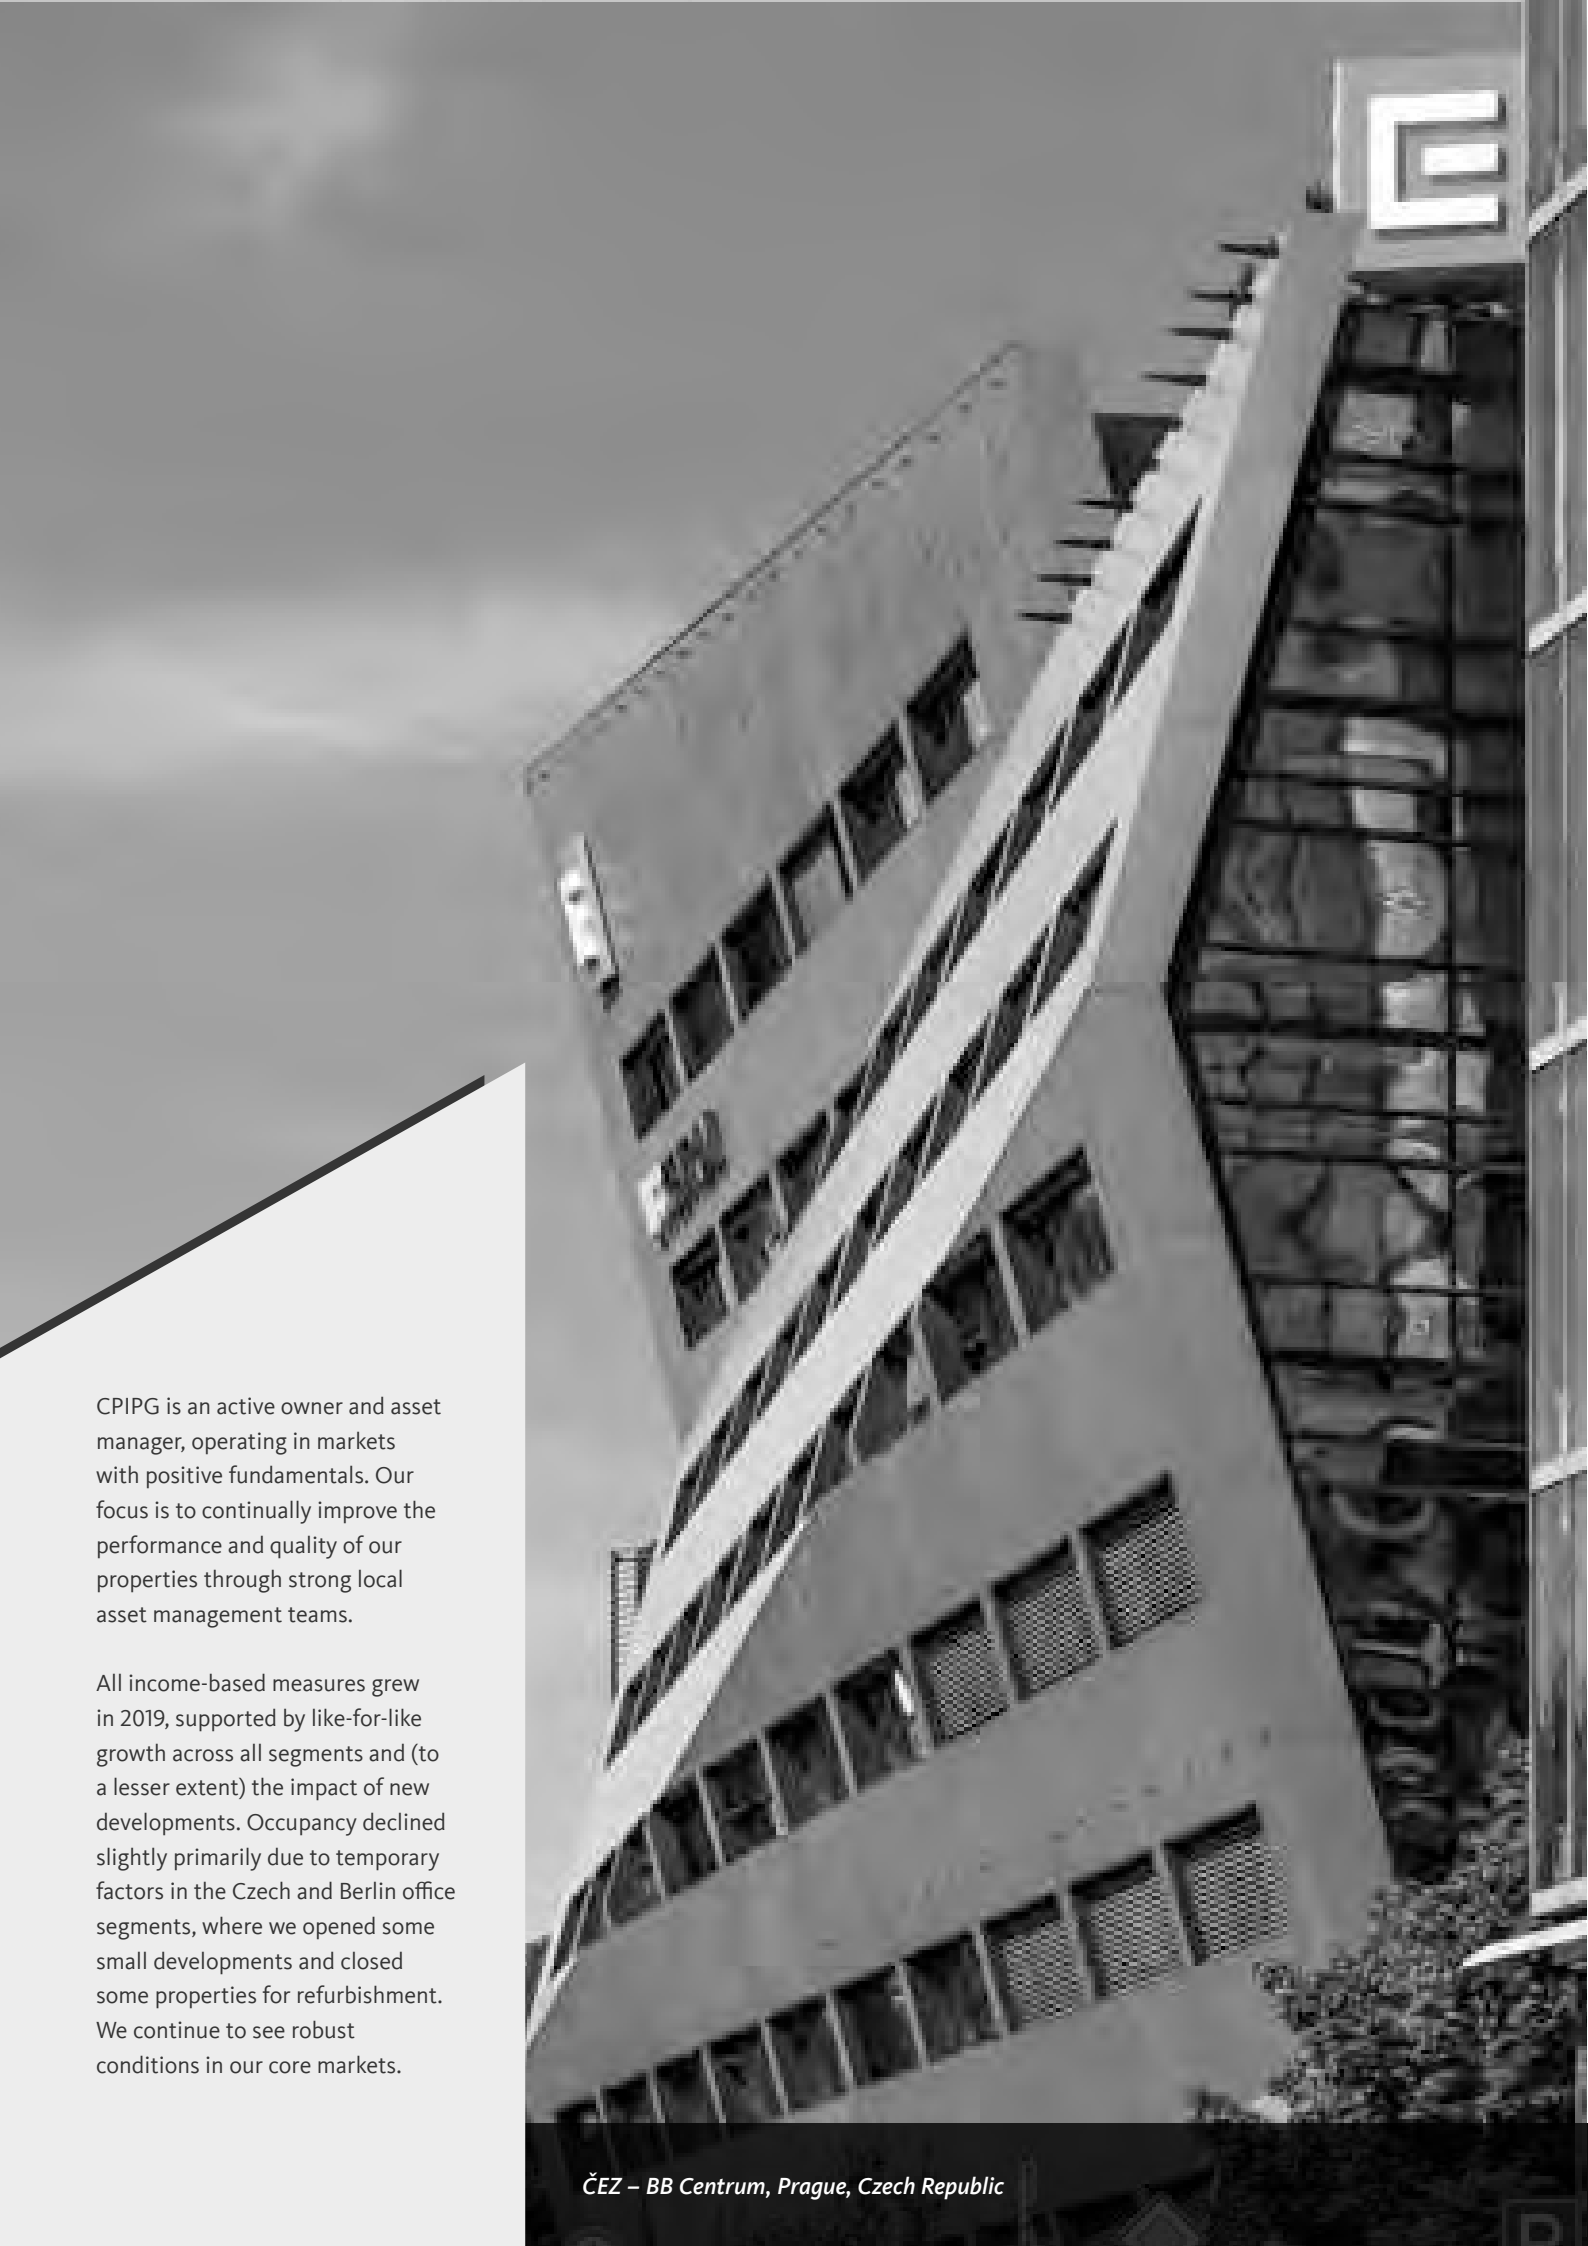 CPIPG is an active owner and asset
manager, operating in markets
with positive fundamentals. Our
focus is to continually improve the
performance and quality of our
properties through strong local
asset management teams.
All income-based measures grew
in 2019, supported by like-for-like
growth across all segments and (to
a lesser extent) the impact of new
developments. Occupancy declined
slightly primarily due to temporary
factors in the Czech and Berlin office
segments, where we opened some
small developments and closed
some properties for refurbishment.
We continue to see robust
conditions in our core markets.
ČEZ – BB Centrum, Prague, Czech Republic